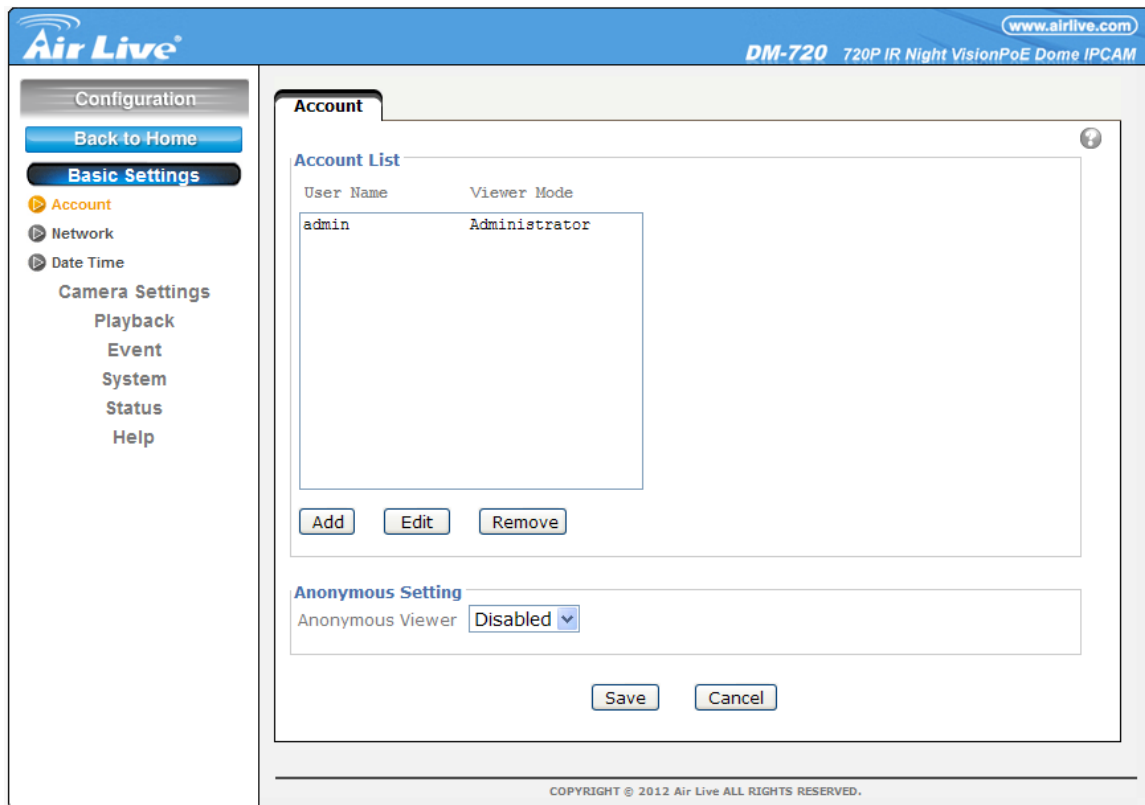 www.airlive.com
Air Live®
DM-720 720P IR Night VisionPoE Dome IPCAM
Configuration
Back to Home
Basic Settings
Account
Network
Date Time
Camera Settings
Playback
Event
System
Status
Help
Account
?
Account List
User Name Viewer Mode
admin Administrator
Add Edit Remove
Anonymous Setting
Anonymous Viewer Disabled
Save Cancel
COPYRIGHT © 2012 Air Live ALL RIGHTS RESERVED.